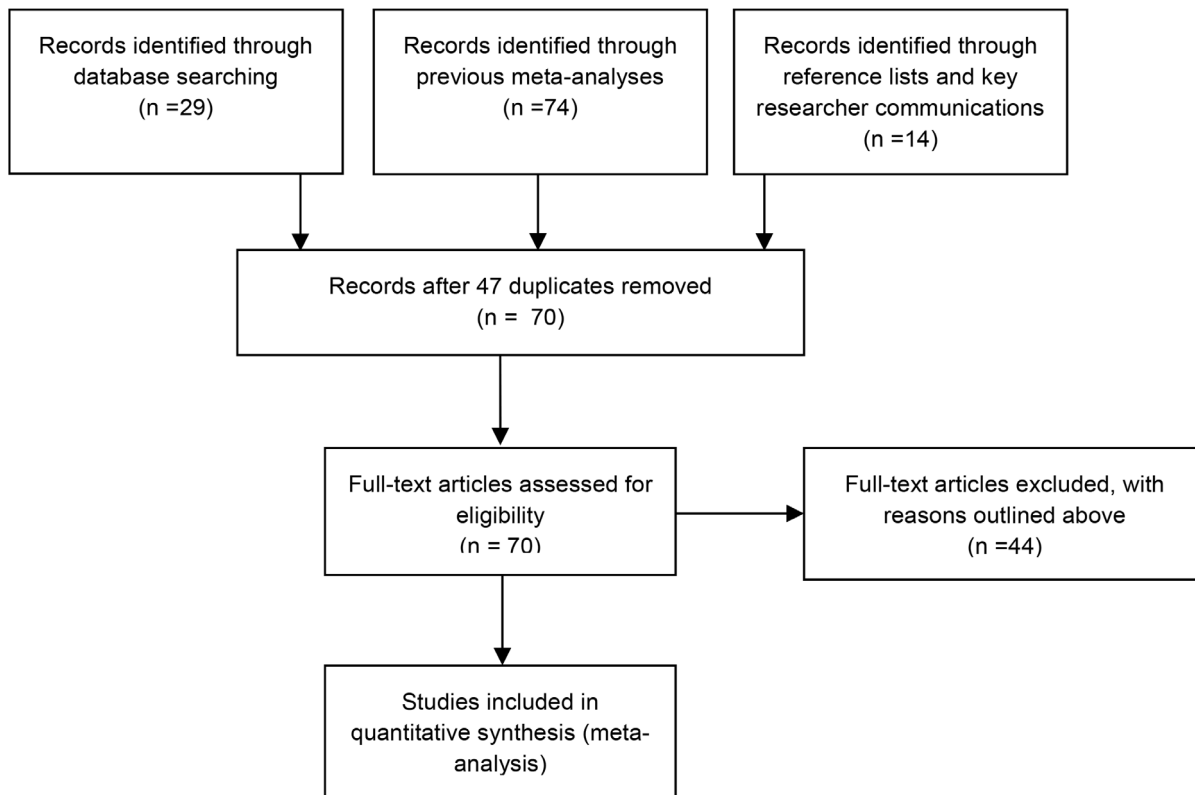 Records identified through
database searching
(n =29)
Records identified through
previous meta-analyses
(n =74)
Records identified through
reference lists and key
researcher communications
(n =14)
Records after 47 duplicates removed
(n =  70)
Full-text articles assessed for
eligibility
(n = 70)
Full-text articles excluded, with
reasons outlined above
(n =44)
Studies included in
quantitative synthesis (meta-
analysis)